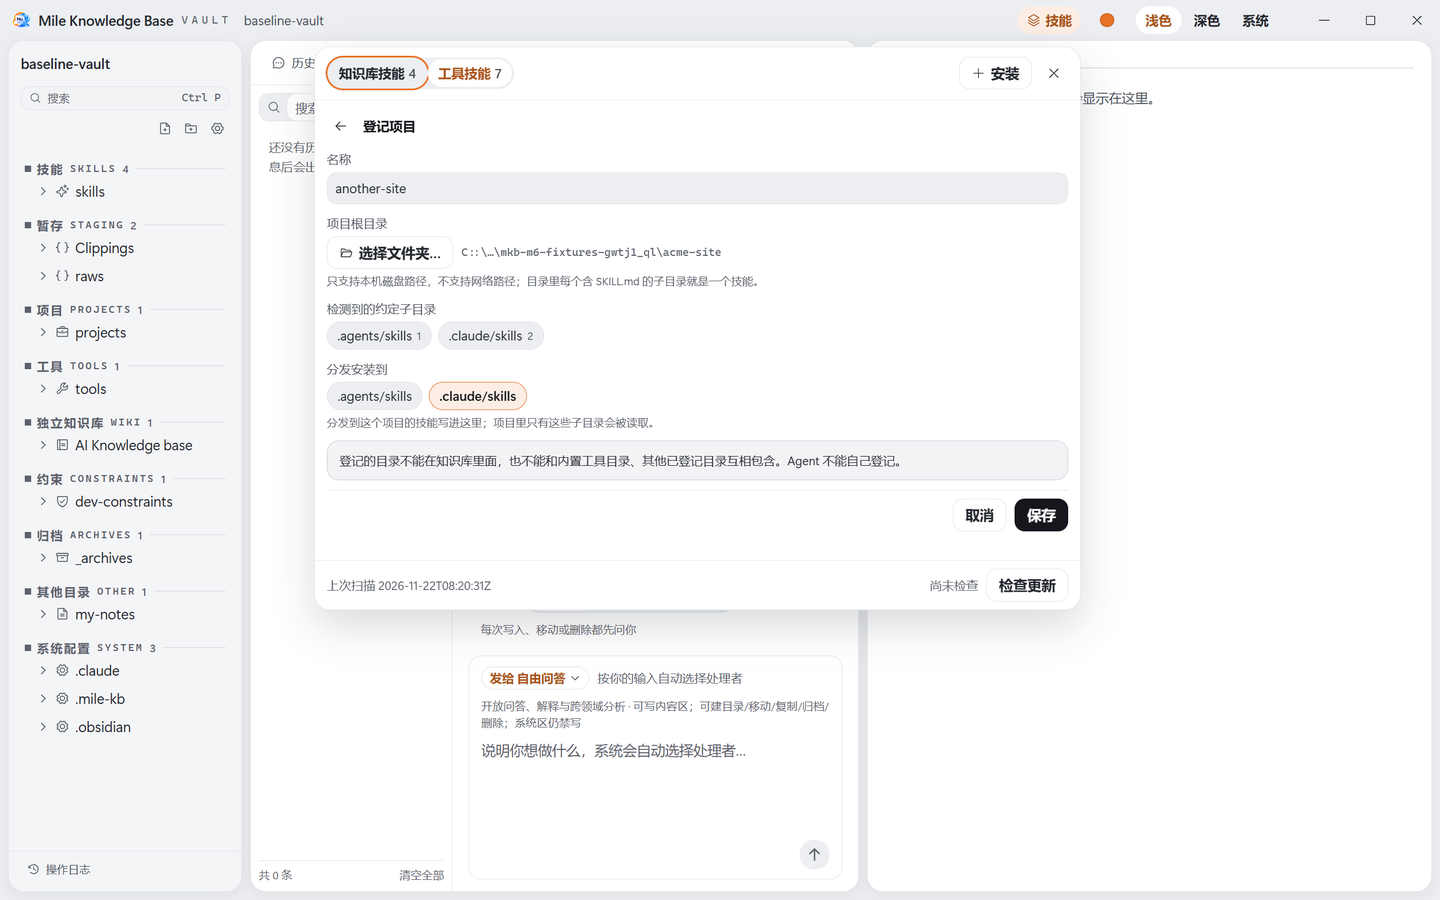 Mile Knowledge Base VAULT baseline-vault
技能 浅色 深色 系统
baseline-vault
搜索 Ctrl P
技能 SKILLS 4
skills
暂存 STAGING 2
Clippings
raws
项目 PROJECTS 1
projects
工具 TOOLS 1
tools
独立知识库 WIKI 1
AI Knowledge base
约束 CONSTRAINTS 1
dev-constraints
归档 ARCHIVES 1
_archives
其他目录 OTHER 1
my-notes
系统配置 SYSTEM 3
.claude
.mile-kb
.obsidian
操作日志
历史
搜索
还没有历
息后会出
共 0 条 清空全部
知识库技能 4 工具技能 7 安装
登记项目
名称
another-site
项目根目录
选择文件夹... C::\…\mkb-m6-fixtures-gwtj1_ql\acme-site
只支持本机磁盘路径，不支持网络路径；目录里每个含 SKILL.md 的子目录就是一个技能。
检测到的约定子目录
.agents/skills 1 .claude/skills 2
分发安装到
.agents/skills .claude/skills
分发到这个项目的技能写进这里；项目里只有这些子目录会被读取。
登记的目录不能在知识库里面，也不能和内置工具目录、其他已登记目录互相包含。Agent 不能自己登记。
取消 保存
上次扫描 2026-11-22T08:20:31Z 尚未检查 检查更新
每次写入、移动或删除都先问你
发给 自由问答 按你的输入自动选择处理者
开放问答、解释与跨领域分析 · 可写内容区；可建目录/移动/复制/归档/
删除；系统区仍禁写
说明你想做什么，系统会自动选择处理者...
显示在这里。